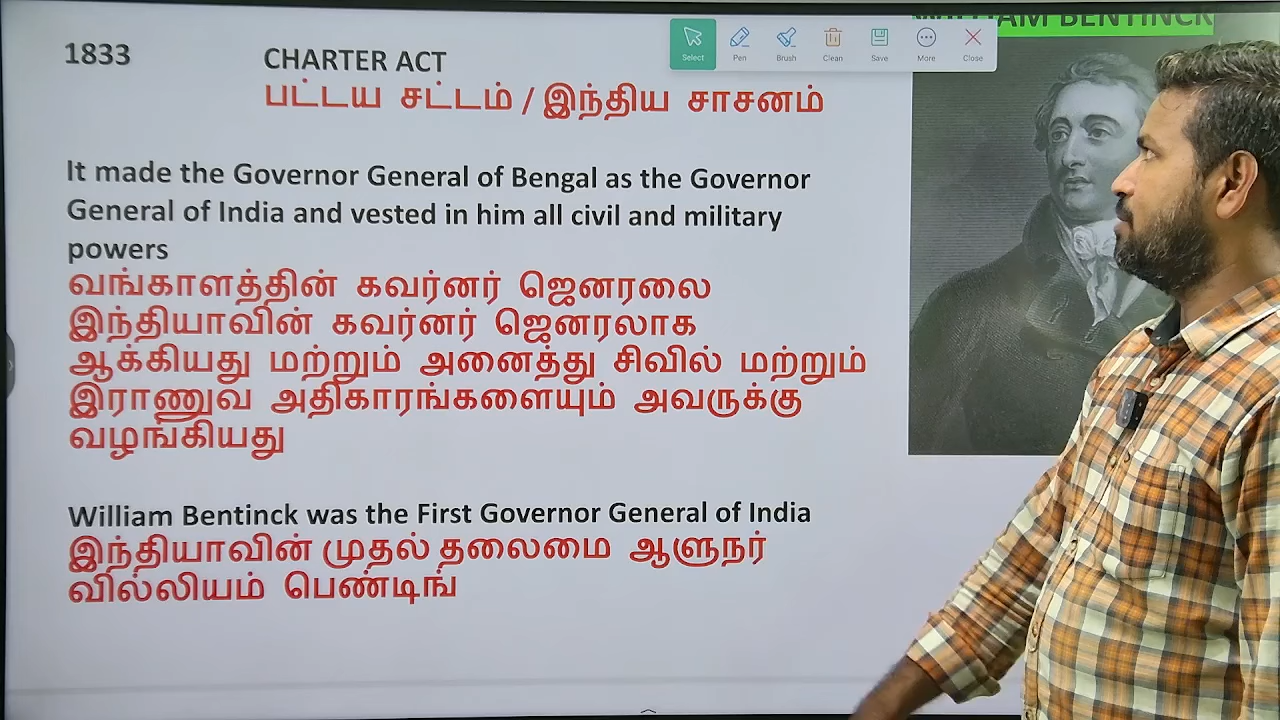 WILLIAM BENTINCK
Select Pen Brush Clean Save More Close
1833 CHARTER ACT
பட்டய சட்டம் / இந்திய சாசனம்
It made the Governor General of Bengal as the Governor
General of India and vested in him all civil and military
powers
வங்காளத்தின் கவர்னர் ஜெனரலை
இந்தியாவின் கவர்னர் ஜெனரலாக
ஆக்கியது மற்றும் அனைத்து சிவில் மற்றும்
இராணுவ அதிகாரங்களையும் அவருக்கு
வழங்கியது
William Bentinck was the First Governor General of India
இந்தியாவின் முதல் தலைமை ஆளுநர்
வில்லியம் பெண்டிங்